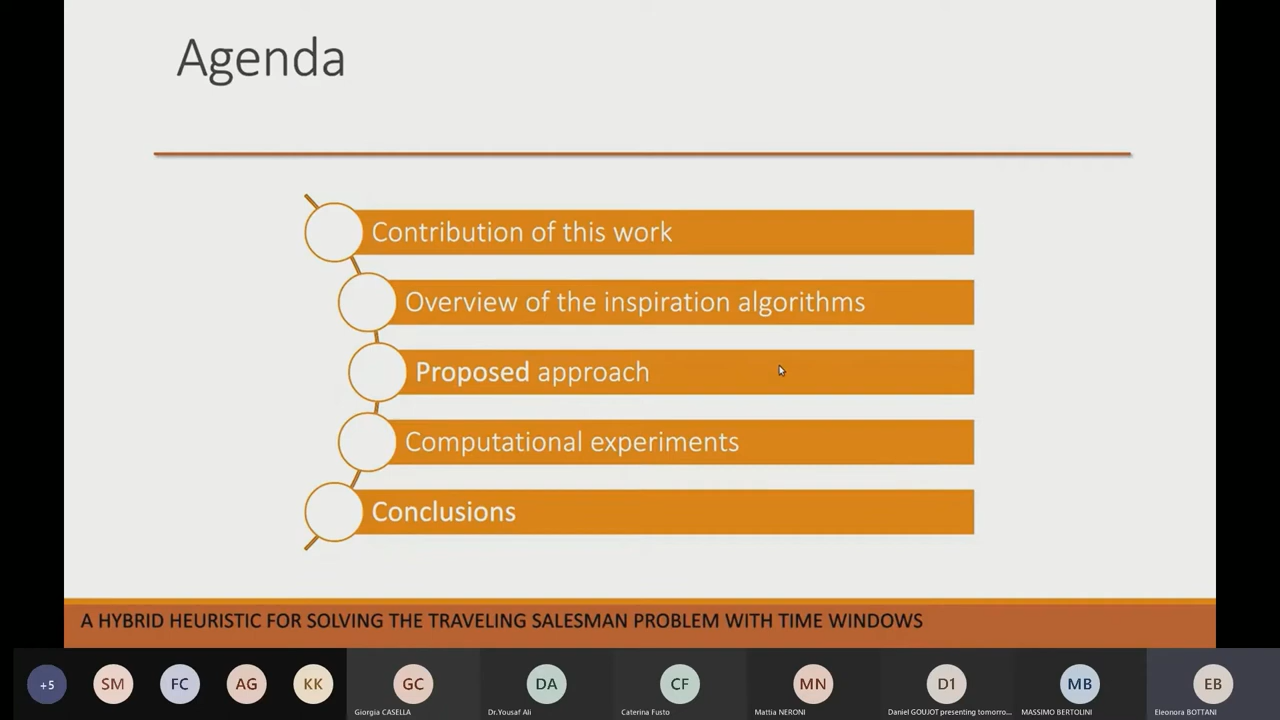 Agenda
Contribution of this work
Overview of the inspiration algorithms
Proposed approach
Computational experiments
Conclusions
A HYBRID HEURISTIC FOR SOLVING THE TRAVELING SALESMAN PROBLEM WITH TIME WINDOWS
+5 SM FC AG KK GC DA CF MN D1 MB EB
Giorgia CASELLA Dr.Yousaf Ali Caterina Fusto Mattia NERONI Daniel GOUJOT presenting tomorro... MASSIMO BERTOLINI Eleonora BOTTANI